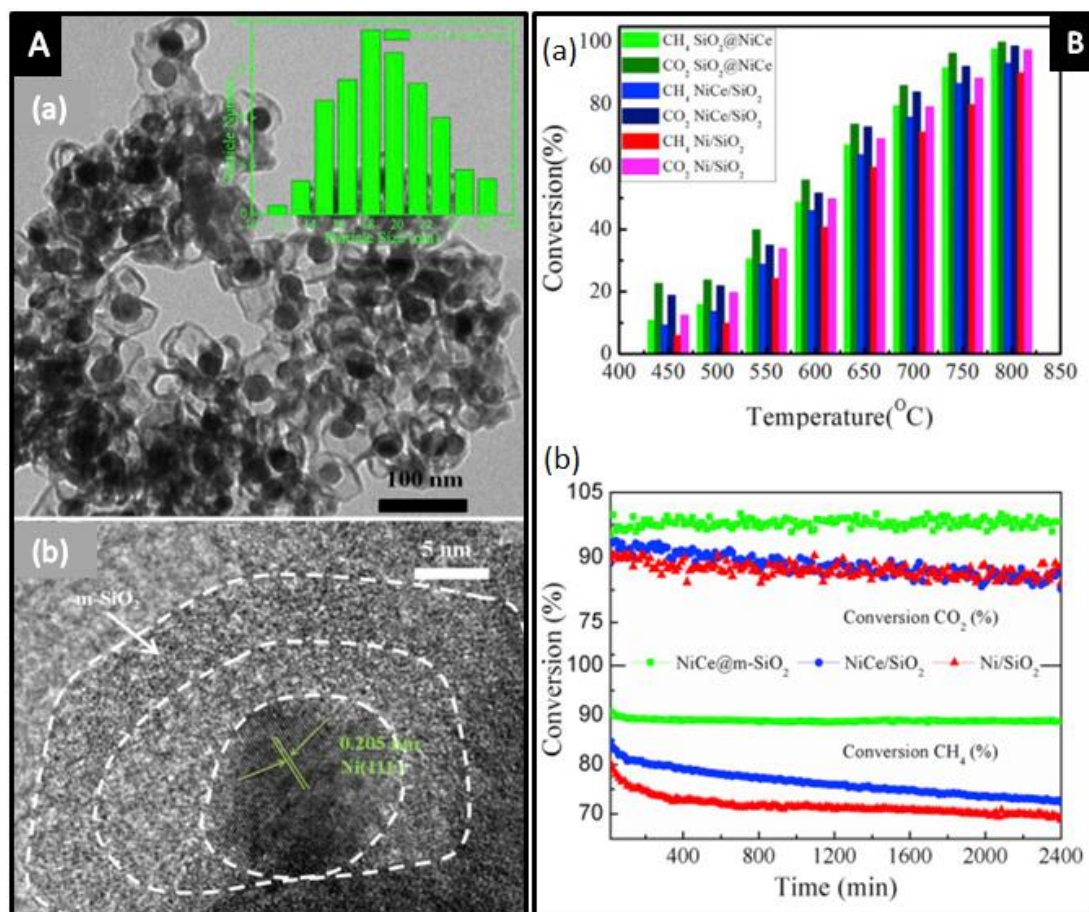 A
(a)
100 nm
(b)
5 nm
m-SiO₂
0.205 nm
Ni(111)
B
(a)
CH₄ SiO₂@NiCe
CO₂ SiO₂@NiCe
CH₄ NiCe/SiO₂
CO₂ NiCe/SiO₂
CH₄ Ni/SiO₂
CO₂ Ni/SiO₂
Conversion(%)
100
80
60
40
20
0
400 450 500 550 600 650 700 750 800 850
Temperature(°C)
(b)
Conversion (%)
105
90
75
Conversion CO₂ (%)
100
NiCe@m-SiO₂ NiCe/SiO₂ Ni/SiO₂
90
Conversion CH₄ (%)
80
70
400 800 1200 1600 2000 2400
Time (min)